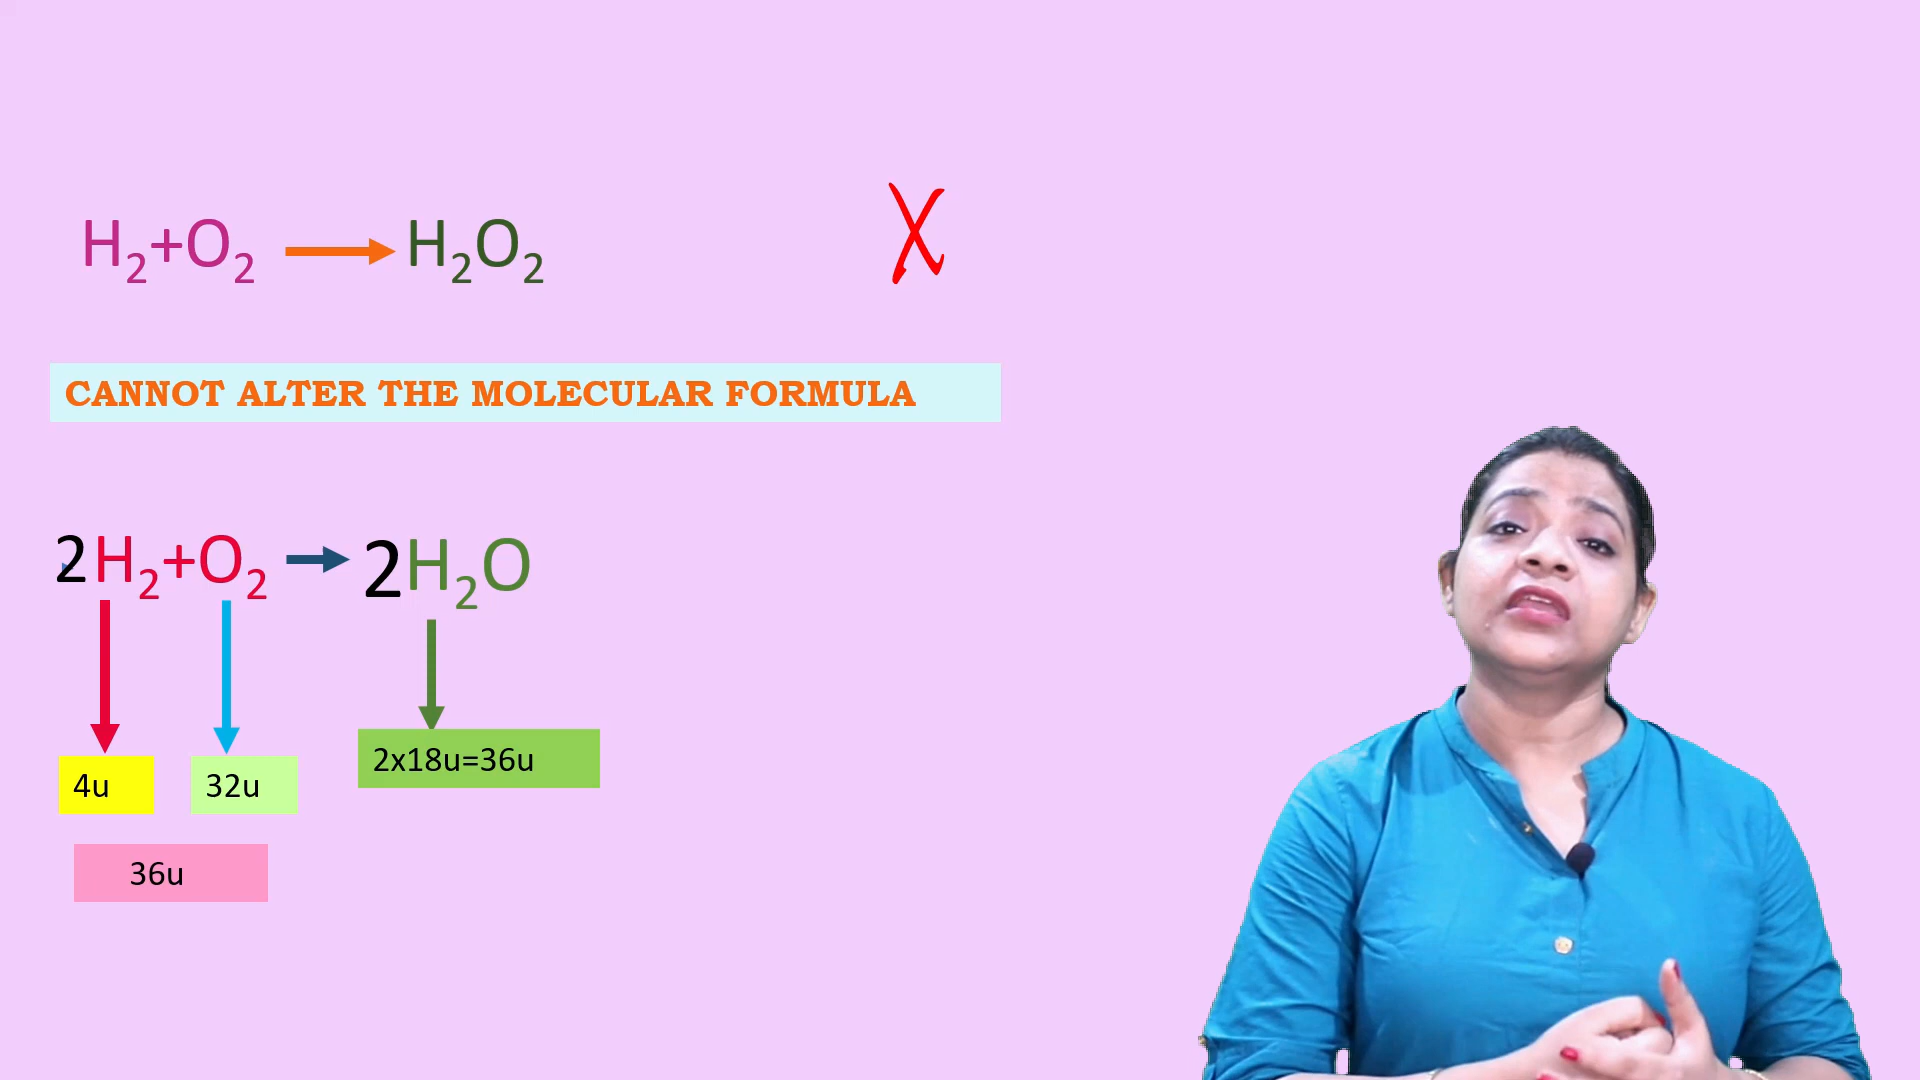 H₂+O₂ → H₂O₂ X
CANNOT ALTER THE MOLECULAR FORMULA
2H₂+O₂ → 2H₂O
4u 32u 2x18u=36u
36u